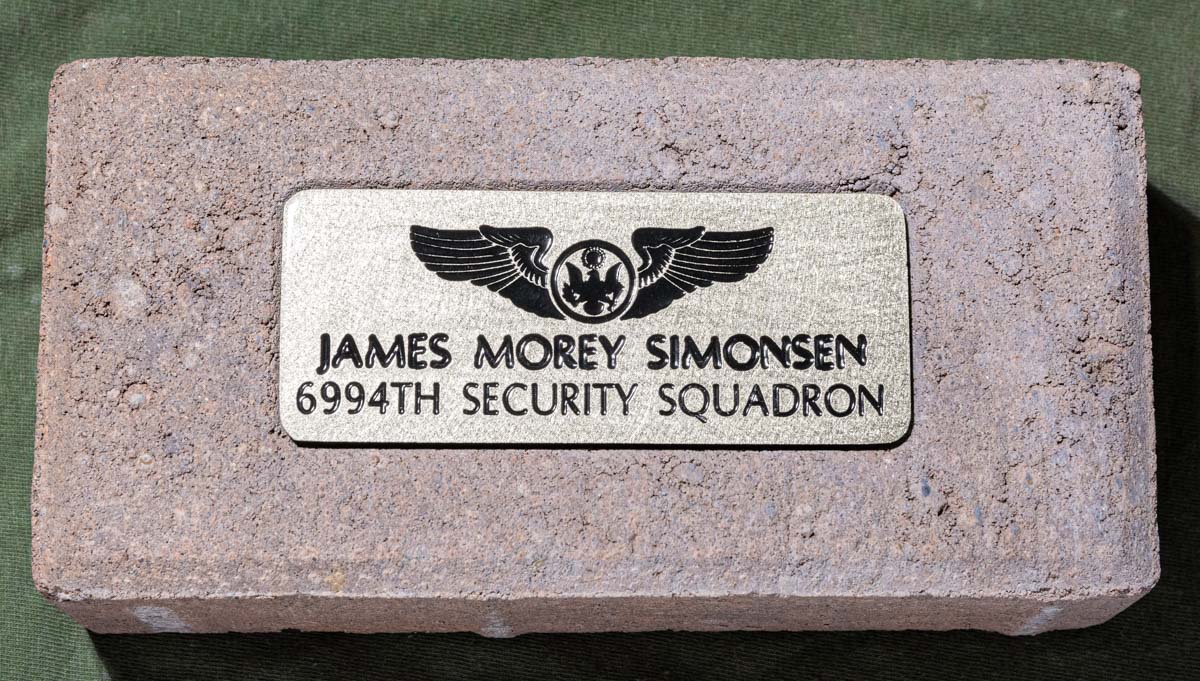 JAMES MOREY SIMONSEN
6994TH SECURITY SQUADRON